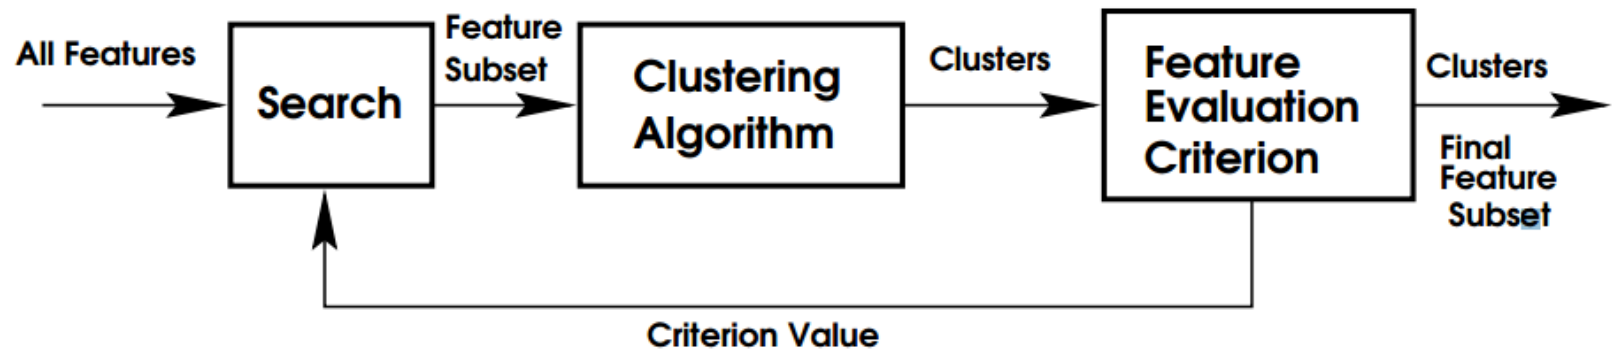 All Features
Search
Feature
Subset
Clustering
Algorithm
Clusters
Feature
Evaluation
Criterion
Clusters
Final
Feature
Subset
Criterion Value